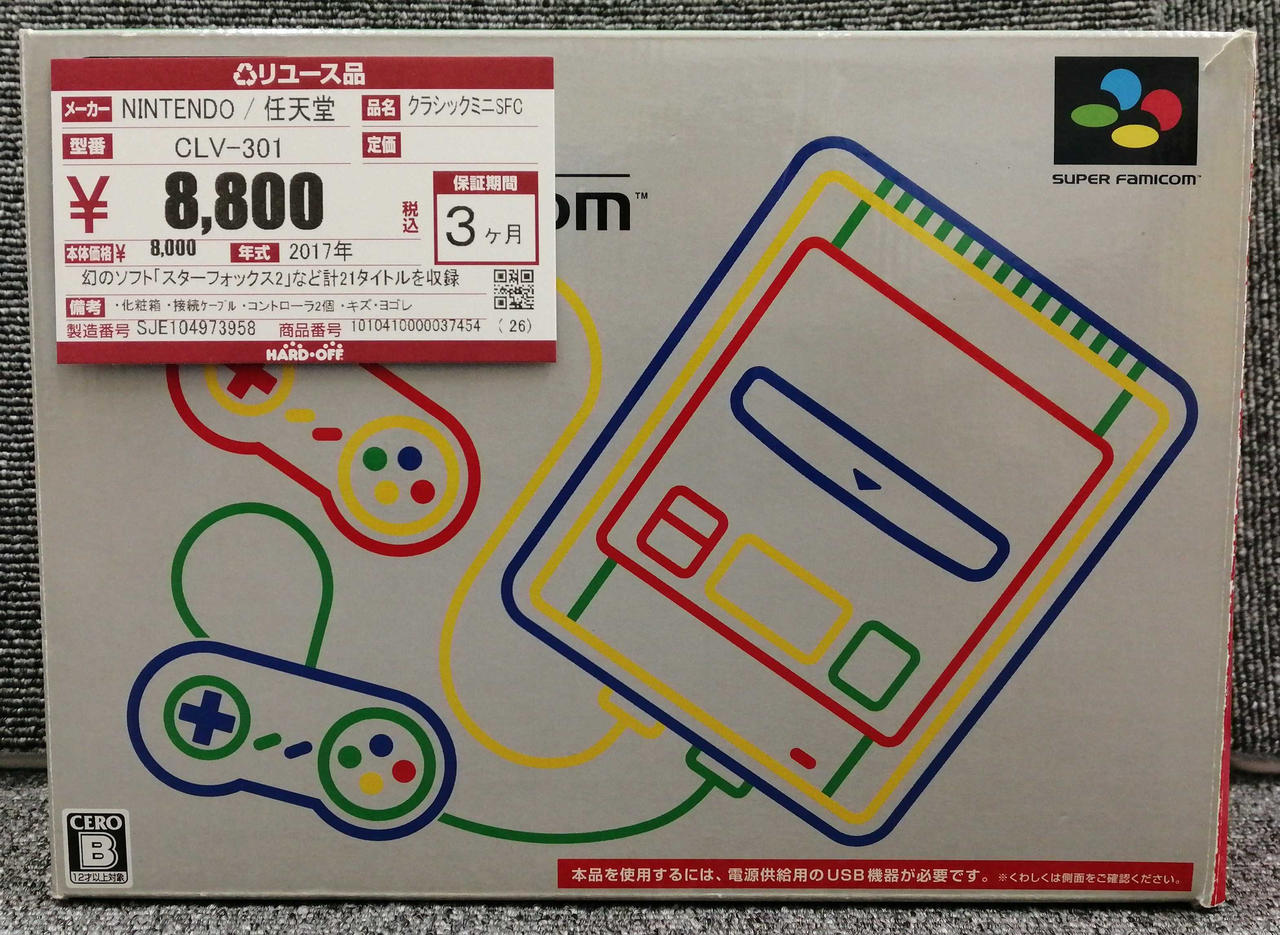 リユース品
メーカー NINTENDO / 任天堂 品名 クラシックミニSFC
型番 CLV-301 定価
¥ 8,800 税込
保証期間
3ヶ月
本体価格¥ 8,000 年式 2017年
幻のソフト「スターフォックス2」など計21タイトルを収録
備考 ・化粧箱・接続ケーブル・コントローラ2個・キズ・ヨゴレ
製造番号 SJE104973958 商品番号 1010410000037454 (26)
HARD・OFF
om™
SUPER FAMICOM™
CERO
B
12才以上対象
本品を使用するには、電源供給用のUSB機器が必要です。 ※くわしくは側面をご確認ください。